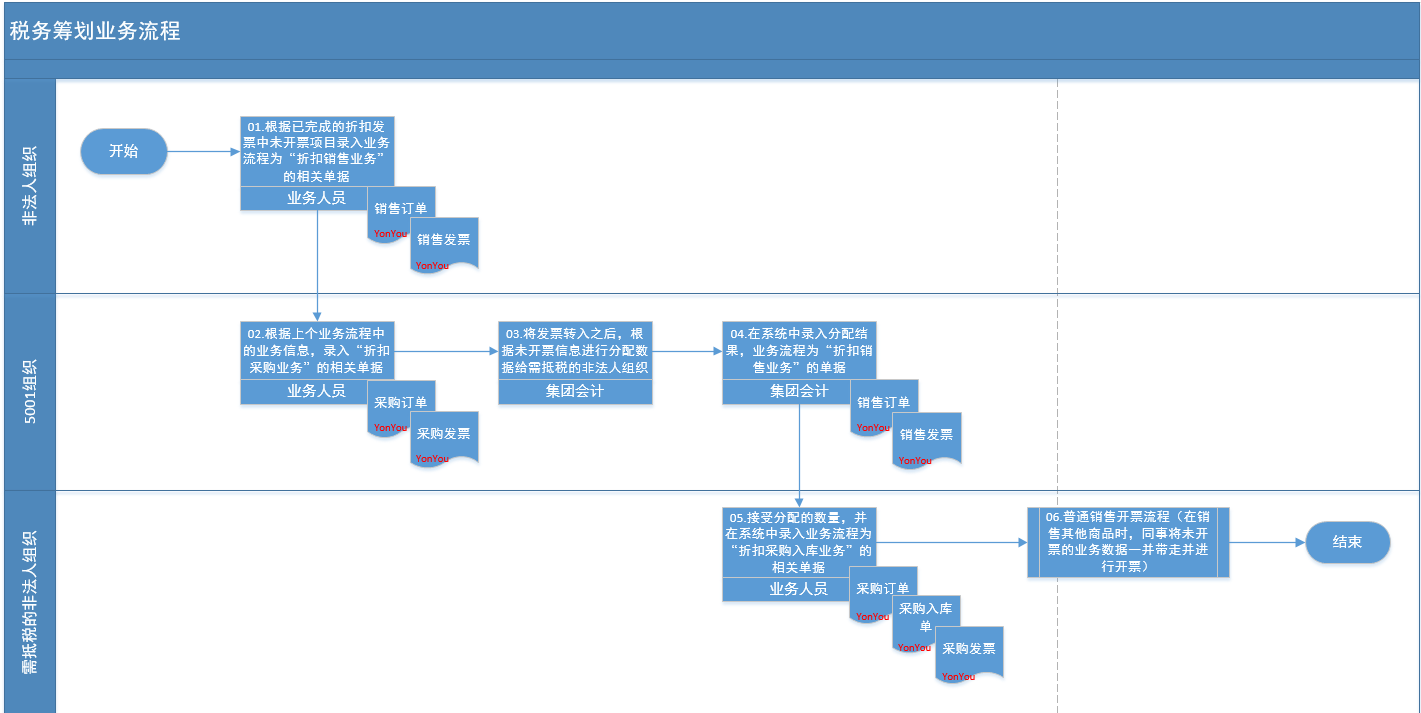 税务筹划业务流程
非法人组织
开始
01.根据已完成的折扣发
票中未开票项目录入业务
流程为“折扣销售业务”
的相关单据
业务人员
销售订单
YonYou
销售发票
YonYou
5001组织
02.根据上个业务流程中
的业务信息，录入“折扣
采购业务”的相关单据
业务人员
采购订单
YonYou
采购发票
YonYou
03.将发票转入之后，根
据未开票信息进行分配数
据给需抵税的非法人组织
集团会计
04.在系统中录入分配结
果，业务流程为“折扣销
售业务”的单据
集团会计
销售订单
YonYou
销售发票
YonYou
需抵税的非法人组织
05.接受分配的数量，并
在系统中录入业务流程为
“折扣采购入库业务”的
相关单据
业务人员
采购订单
YonYou
采购入库
单
YonYou
采购发票
YonYou
06.普通销售开票流程（在销
售其他商品时，同事将未开
票的业务数据一并带走并进
行开票）
结束